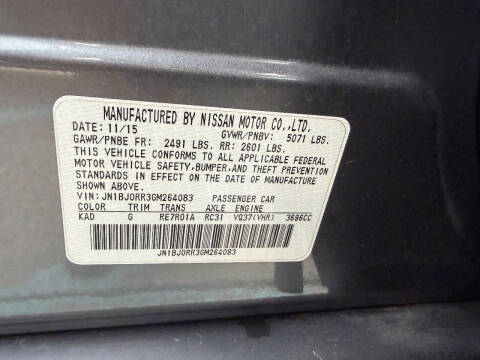 MANUFACTURED BY NISSAN MOTOR CO.,LTD.
DATE: 11/15 GVWR/PNBV: 5071 LBS.
GAWR/PNBE FR: 2491 LBS. RR: 2601 LBS.
THIS VEHICLE CONFORMS TO ALL APPLICABLE FEDERAL
MOTOR VEHICLE SAFETY, BUMPER, AND THEFT PREVENTION
STANDARDS IN EFFECT ON THE DATE OF MANUFACTURE
SHOWN ABOVE.
VIN: JN1BJ0RR3GM264083 PASSENGER CAR
COLOR TRIM TRANS AXLE ENGINE
KAD G RE7R01A RC31 VQ37(VHR) 3696CC
JN1BJ0RR3GM264083